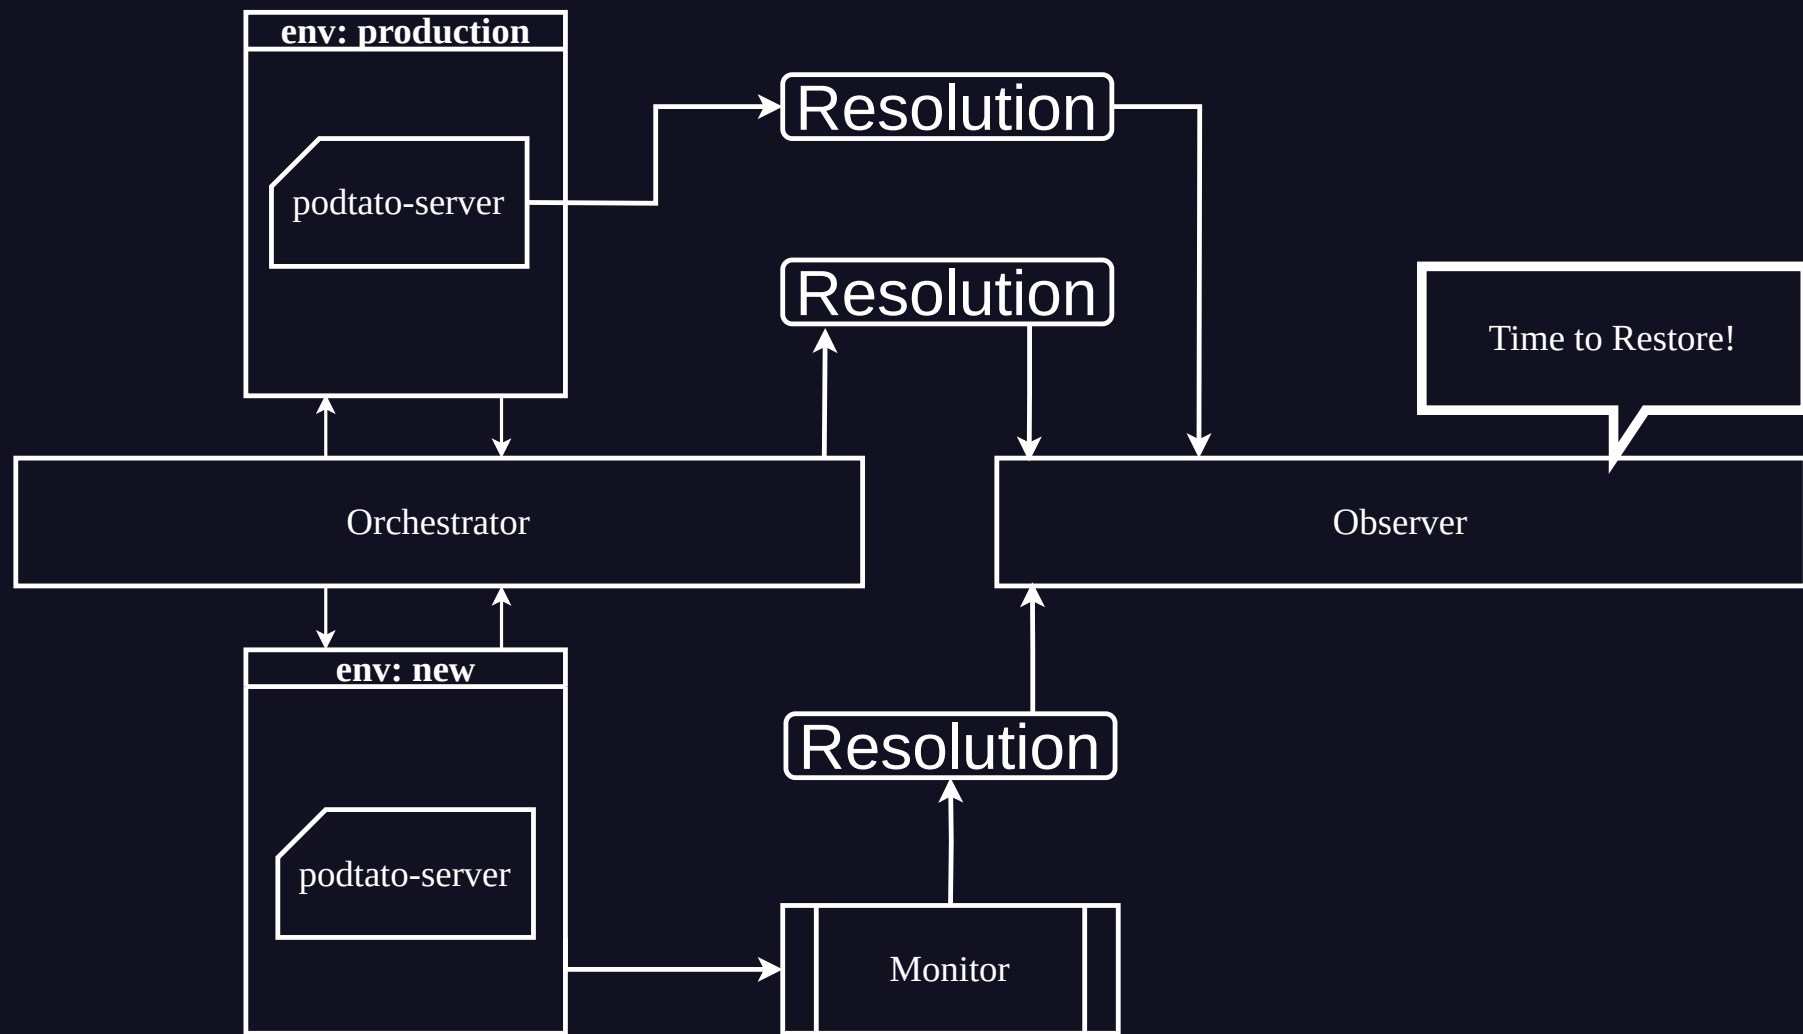 env: production
Resolution
podtato-server
Resolution
Time to Restore!
Orchestrator
Observer
env: new
Resolution
podtato-server
Monitor